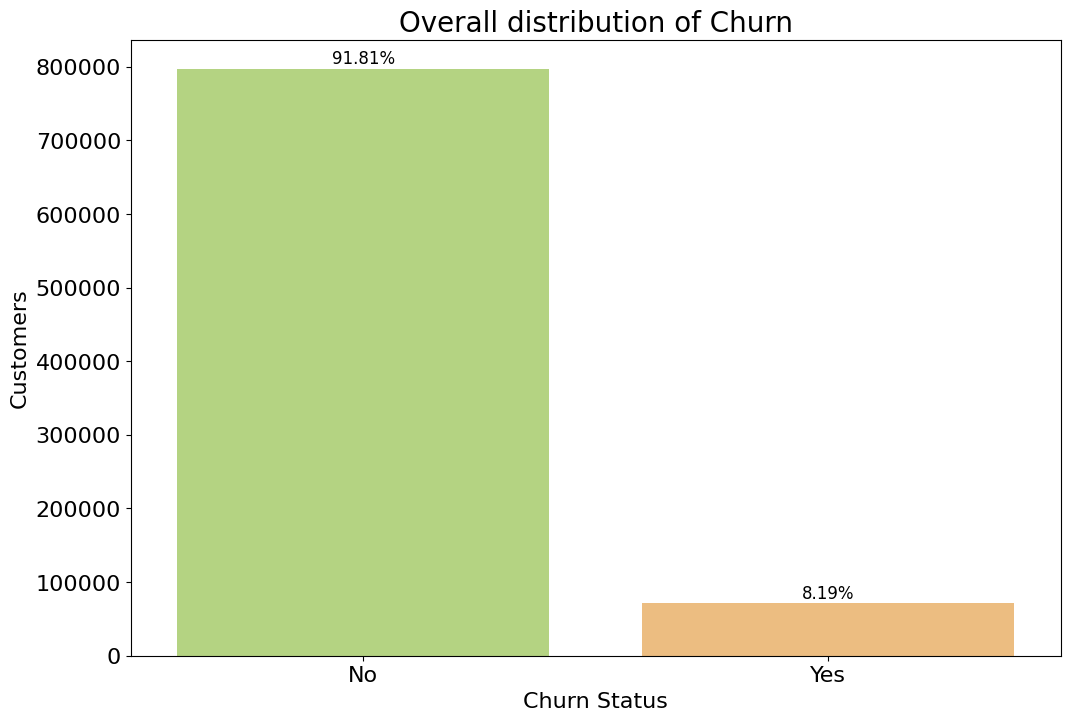 Overall distribution of Churn
91.81%
8.19%
800000
700000
600000
500000
400000
300000
200000
100000
0
Customers
No
Yes
Churn Status